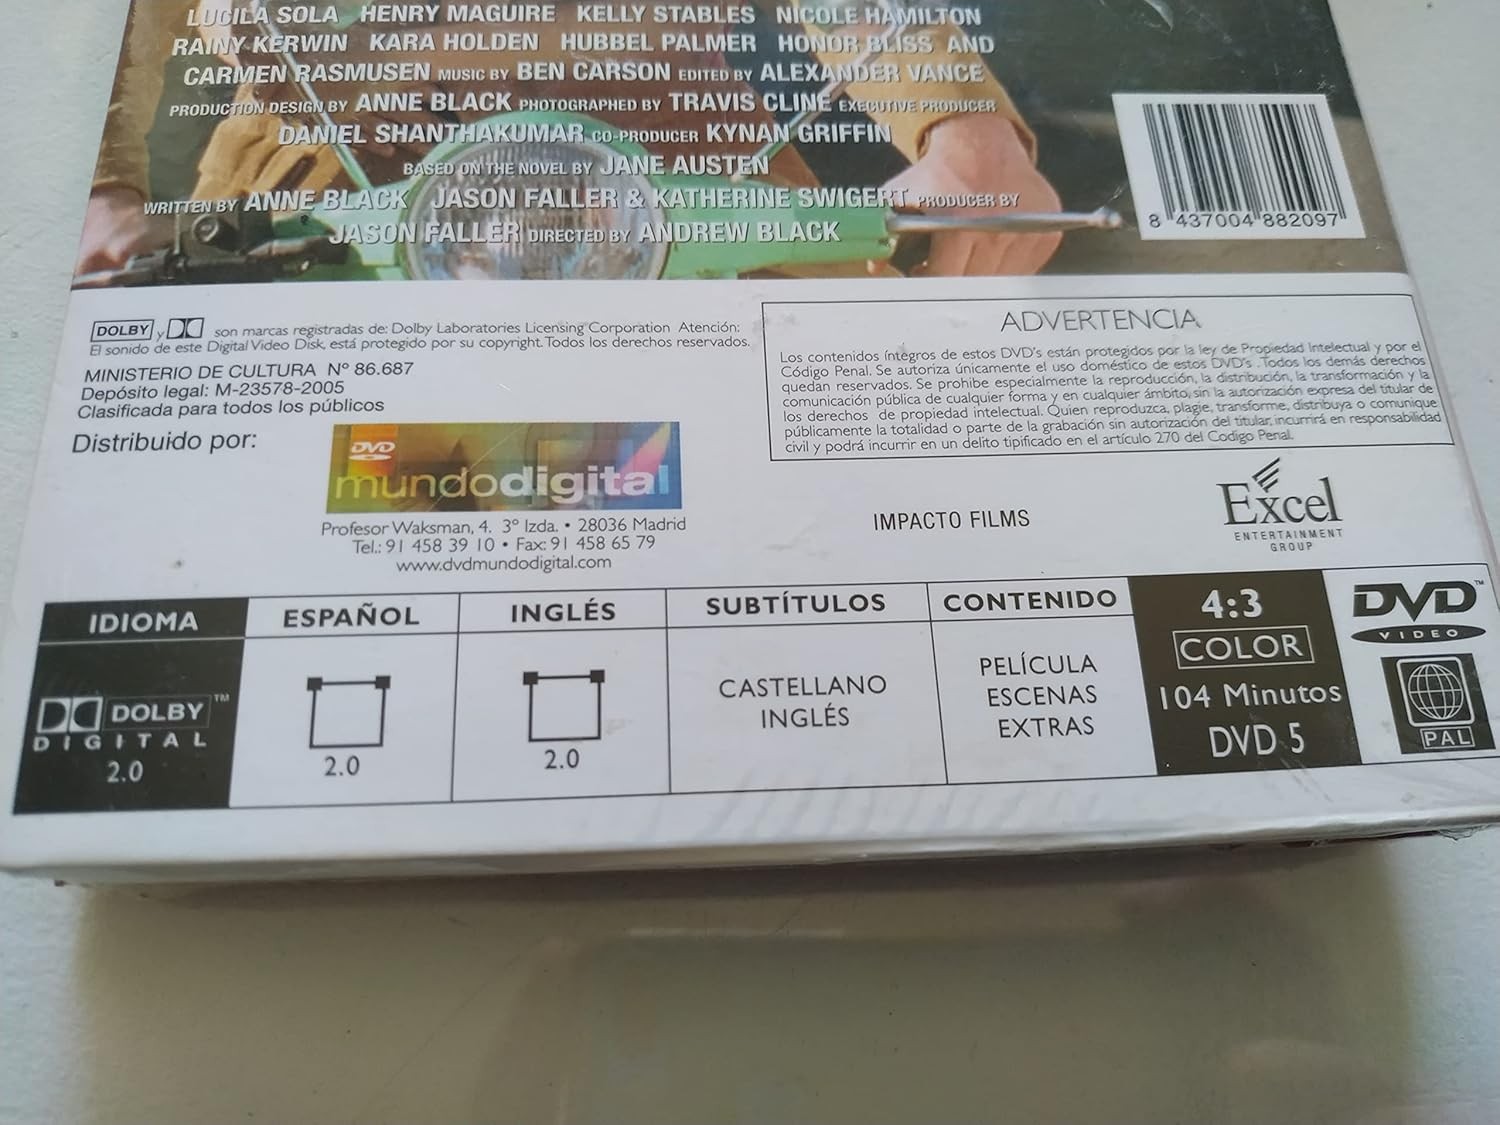 LUCILA SOLA HENRY MAGUIRE KELLY STABLES NICOLE HAMILTON
RAINY KERWIN KARA HOLDEN HUBBEL PALMER HONOR BLISS AND
CARMEN RASMUSEN MUSIC BY BEN CARSON EDITED BY ALEXANDER VANCE
PRODUCTION DESIGN BY ANNE BLACK PHOTOGRAPHED BY TRAVIS CLINE EXECUTIVE PRODUCER
DANIEL SHANTHAKUMAR CO-PRODUCER KYNAN GRIFFIN
BASED ON THE NOVEL BY JANE AUSTEN
WRITTEN BY ANNE BLACK JASON FALLER & KATHERINE SWIGERT PRODUCER BY
JASON FALLER DIRECTED BY ANDREW BLACK
8 437004 882097
DOLBY y son marcas registradas de: Dolby Laboratories Licensing Corporation Atención:
El sonido de este Digital Video Disk, está protegido por su copyright. Todos los derechos reservados.
MINISTERIO DE CULTURA Nº 86.687
Depósito legal: M-23578-2005
Clasificada para todos los públicos
Distribuido por:
DVD
mundodigital
Profesor Waksman, 4. 3º Izda. • 28036 Madrid
Tel.: 91 458 39 10 • Fax: 91 458 65 79
www.dvdmundodigital.com
ADVERTENCIA
Los contenidos íntegros de estos DVD's están protegidos por la ley de Propiedad Intelectual y por el
Código Penal. Se autoriza únicamente el uso doméstico de estos DVD's. Todos los demás derechos
quedan reservados. Se prohibe especialmente la reproducción, la distribución, la transformación y la
comunicación pública de cualquier forma y en cualquier ámbito, sin la autorización expresa del titular de
los derechos de propiedad intelectual. Quien reproduzca, plagie, transforme, distribuya o comunique
públicamente la totalidad o parte de la grabación sin autorización del titular, incurrirá en responsabilidad
civil y podrá incurrir en un delito tipificado en el artículo 270 del Codigo Penal.
IMPACTO FILMS
Excel
ENTERTAINMENT
GROUP
IDIOMA
DOLBY™
DIGITAL
2.0
ESPAÑOL
2.0
INGLÉS
2.0
SUBTÍTULOS
CASTELLANO
INGLÉS
CONTENIDO
PELÍCULA
ESCENAS
EXTRAS
4:3
COLOR
104 Minutos
DVD 5
DVD™
VIDEO
PAL